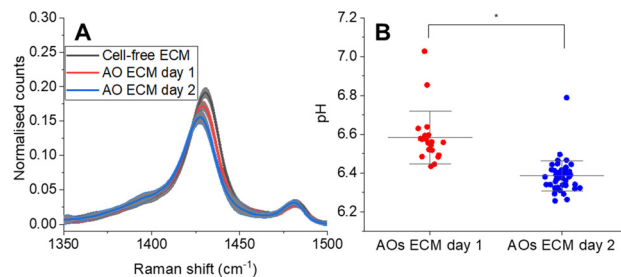 A
Cell-free ECM
AO ECM day 1
AO ECM day 2
Normalised counts
0.30
0.25
0.20
0.15
0.10
0.05
0.00
1350 1400 1450 1500
Raman shift (cm⁻¹)
B
*
pH
7.0
6.8
6.6
6.4
6.2
AOs ECM day 1 AOs ECM day 2